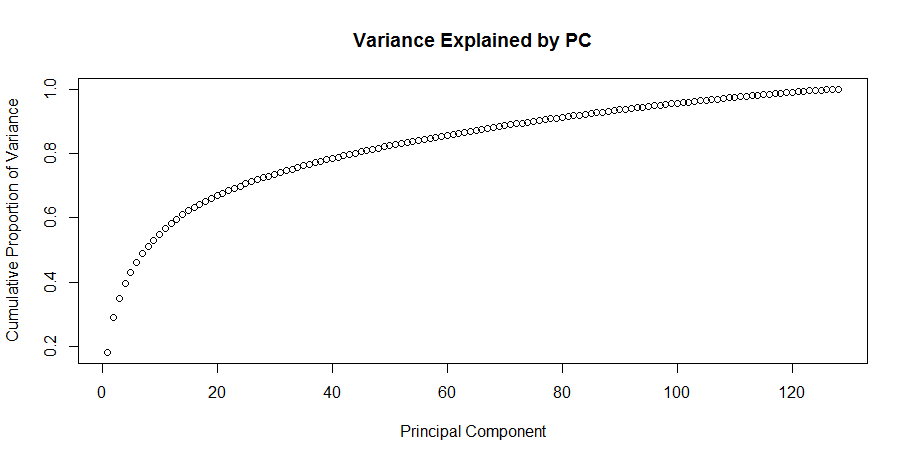 Variance Explained by PC
Cumulative Proportion of Variance
1.0
0.8
0.6
0.4
0.2
0 20 40 60 80 100 120
Principal Component